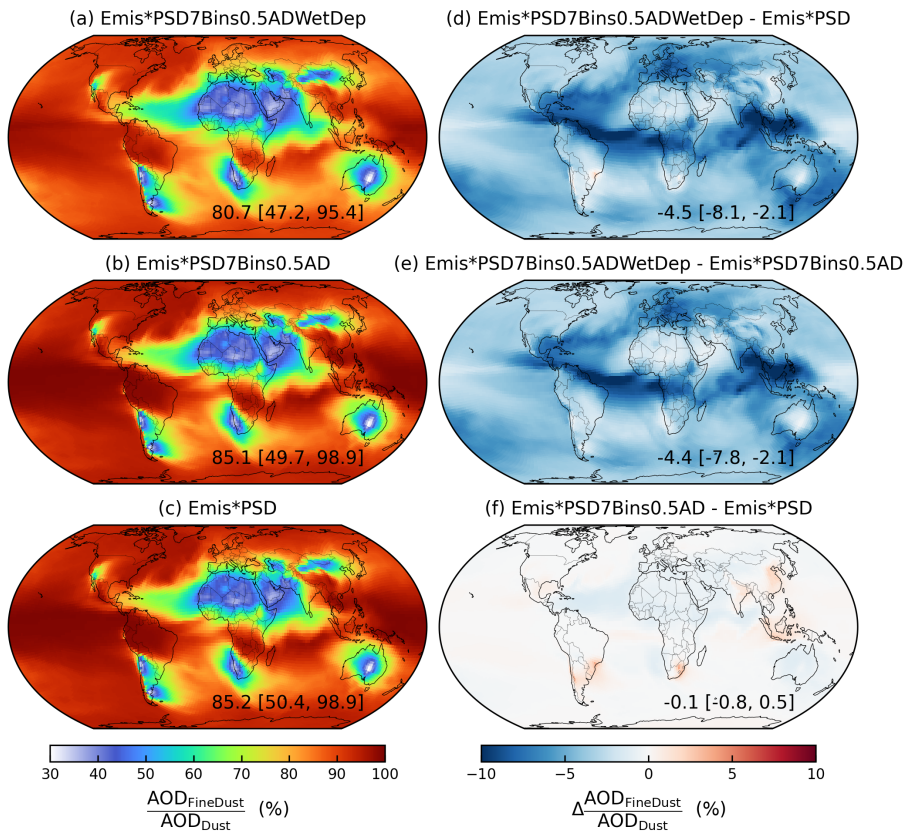 (a) Emis*PSD7Bins0.5ADWetDep
80.7 [47.2, 95.4]
(d) Emis*PSD7Bins0.5ADWetDep - Emis*PSD
-4.5 [-8.1, -2.1]
(b) Emis*PSD7Bins0.5AD
85.1 [49.7, 98.9]
(e) Emis*PSD7Bins0.5ADWetDep - Emis*PSD7Bins0.5AD
-4.4 [-7.8, -2.1]
(c) Emis*PSD
85.2 [50.4, 98.9]
(f) Emis*PSD7Bins0.5AD - Emis*PSD
-0.1 [-0.8, 0.5]
30 40 50 60 70 80 90 100
AOD_FineDust
AOD_Dust (%)
−10 −5 0 5 10
Δ AOD_FineDust
AOD_Dust (%)